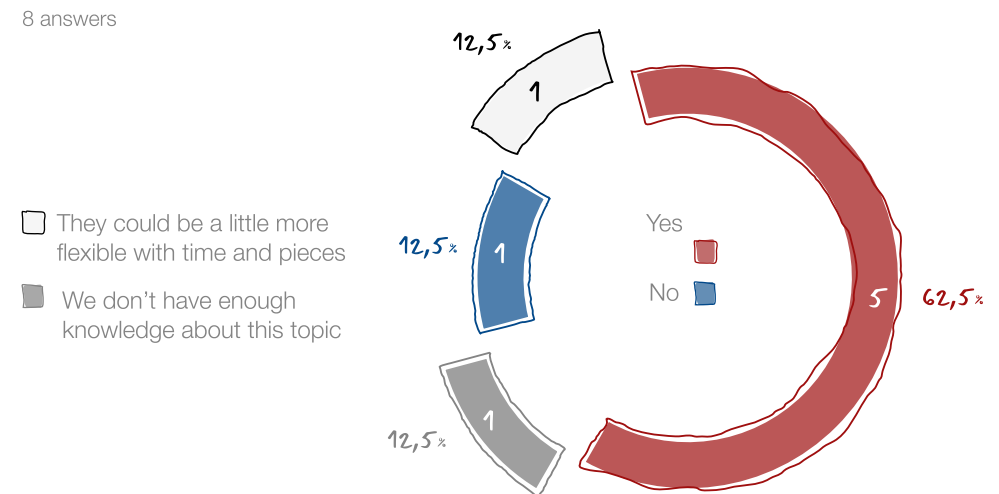 8 answers
12,5%
1
They could be a little more
flexible with time and pieces
We don't have enough
knowledge about this topic
12,5%
1
Yes
No
5
62,5%
12,5%
1